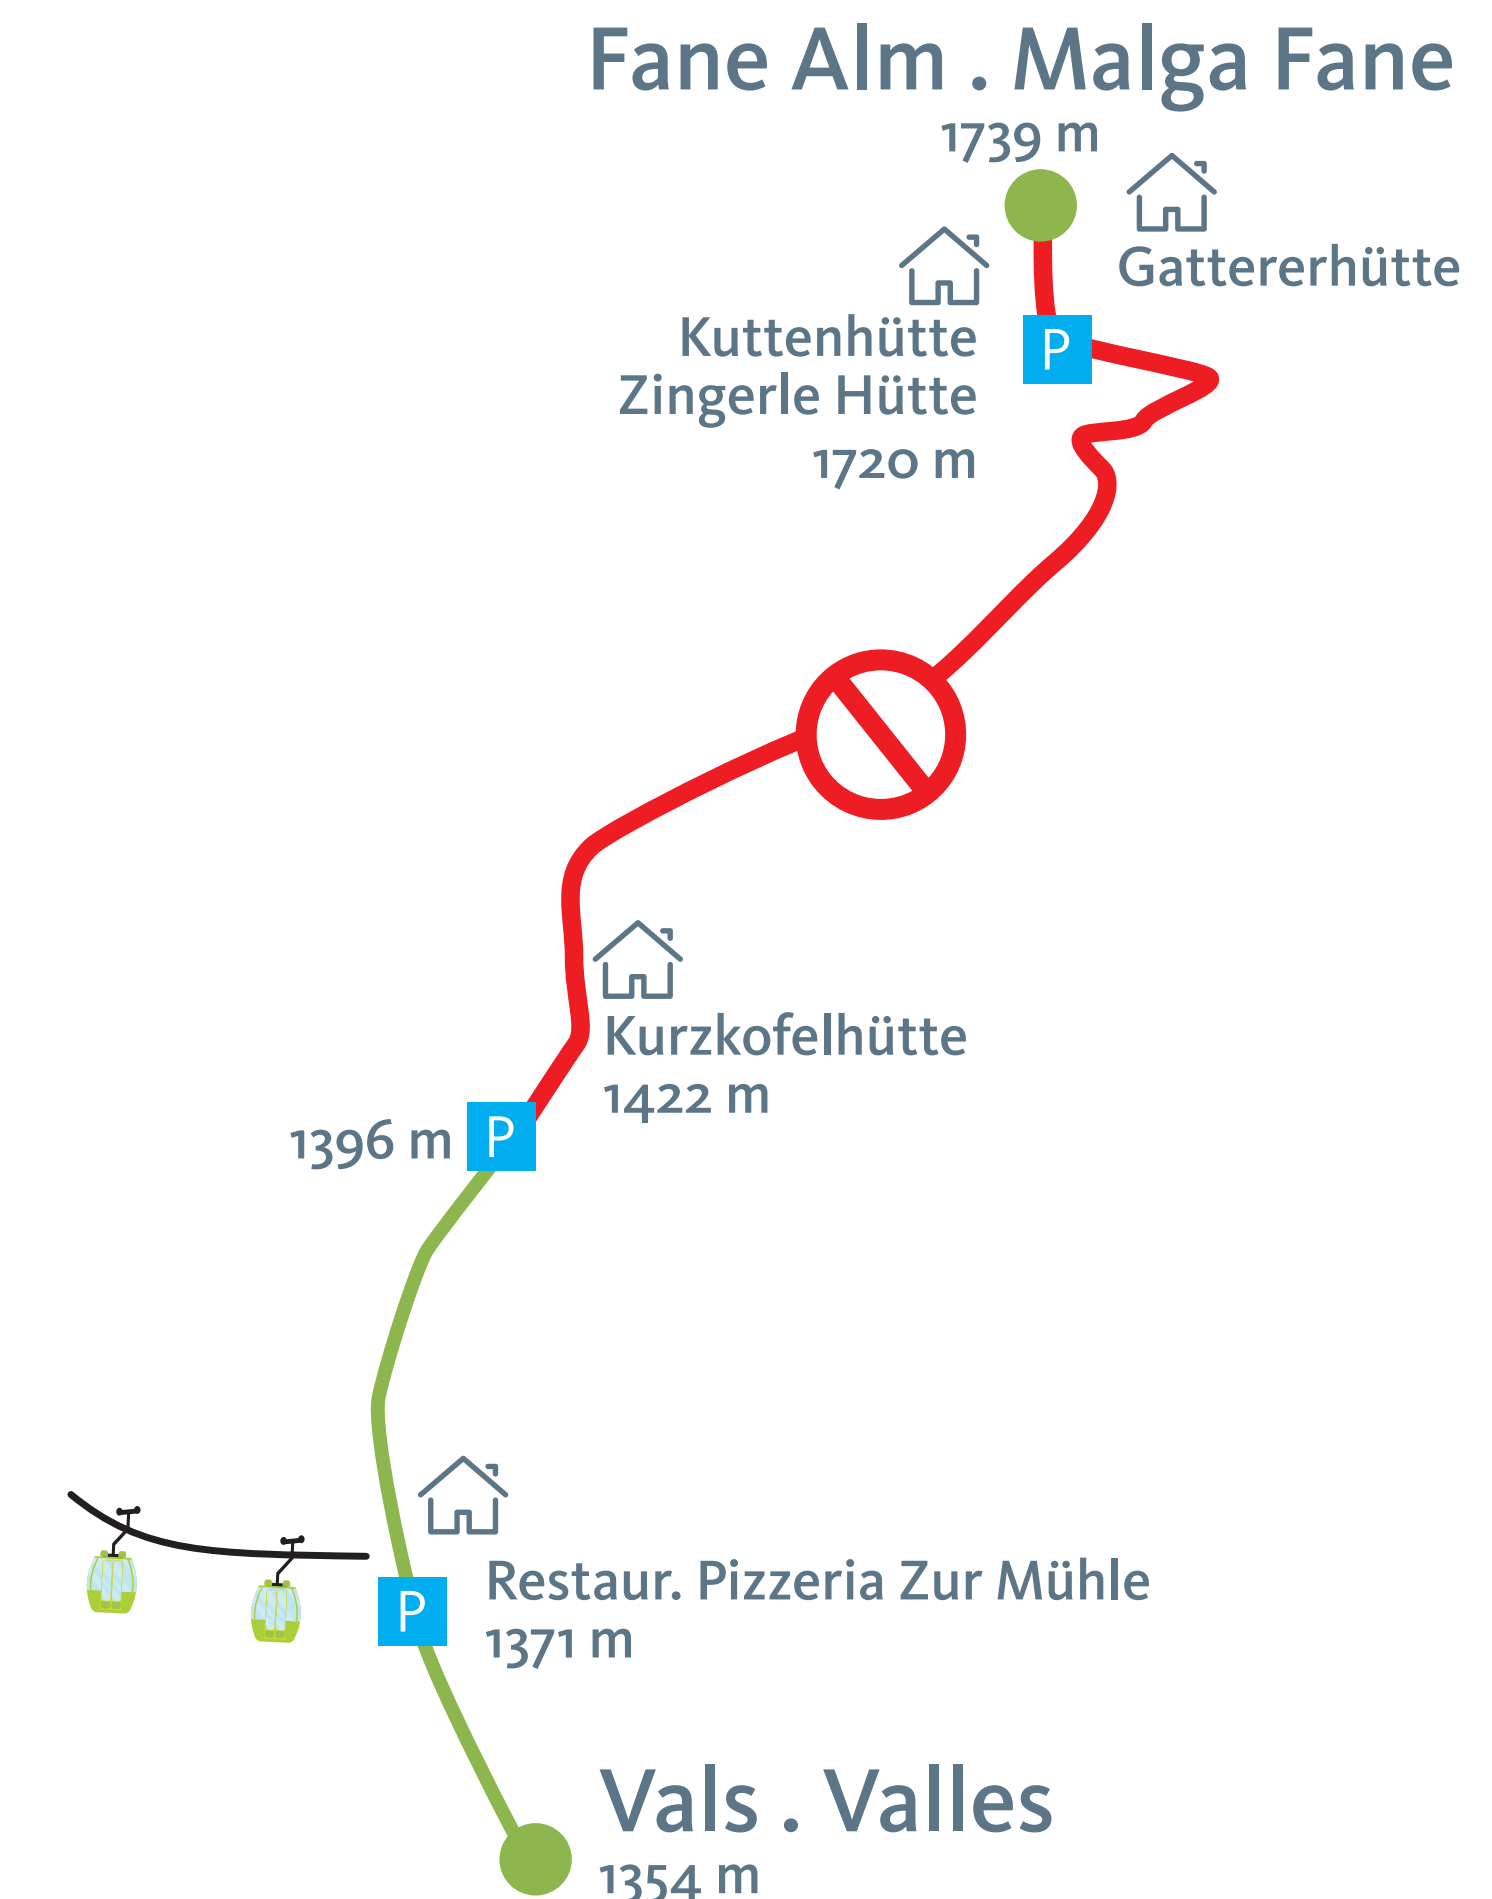 Fane Alm . Malga Fane
1739 m
Gattererhütte
Kuttenhütte
P
Zingerle Hütte
1720 m
Kurzkofelhütte
1422 m
1396 m
P
Restaur. Pizzeria Zur Mühle
P
1371 m
Vals . Valles
1354 m